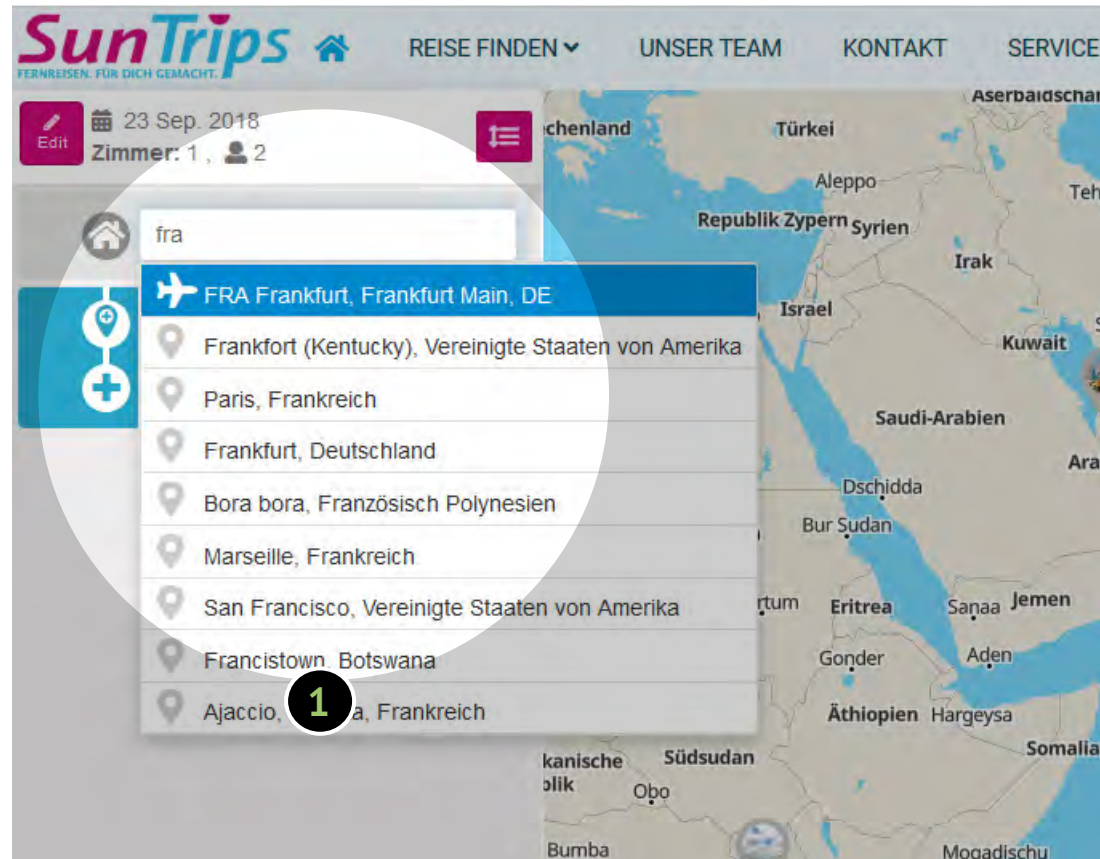 SunTrips
FERNREISEN. FÜR DICH GEMACHT.
REISE FINDEN
UNSER TEAM
KONTAKT
SERVICE
Edit
23 Sep. 2018
Zimmer: 1 , 2
fra
FRA Frankfurt, Frankfurt Main, DE
Frankfort (Kentucky), Vereinigte Staaten von Amerika
Paris, Frankreich
Frankfurt, Deutschland
Bora bora, Französisch Polynesien
Marseille, Frankreich
San Francisco, Vereinigte Staaten von Amerika
Francistown, Botswana
Ajaccio, a, Frankreich
1
Aserbaidschan
chenland
Türkei
Aleppo
Teh
Republik Zypern
Syrien
Irak
Israel
Kuwait
Saudi-Arabien
Ara
Dschidda
Bur Sudan
rtum
Eritrea
Sanaa
Jemen
Gonder
Aden
Äthiopien
Hargeysa
Somalia
kanische
blik
Südsudan
Obo
Bumba
Mogadischu